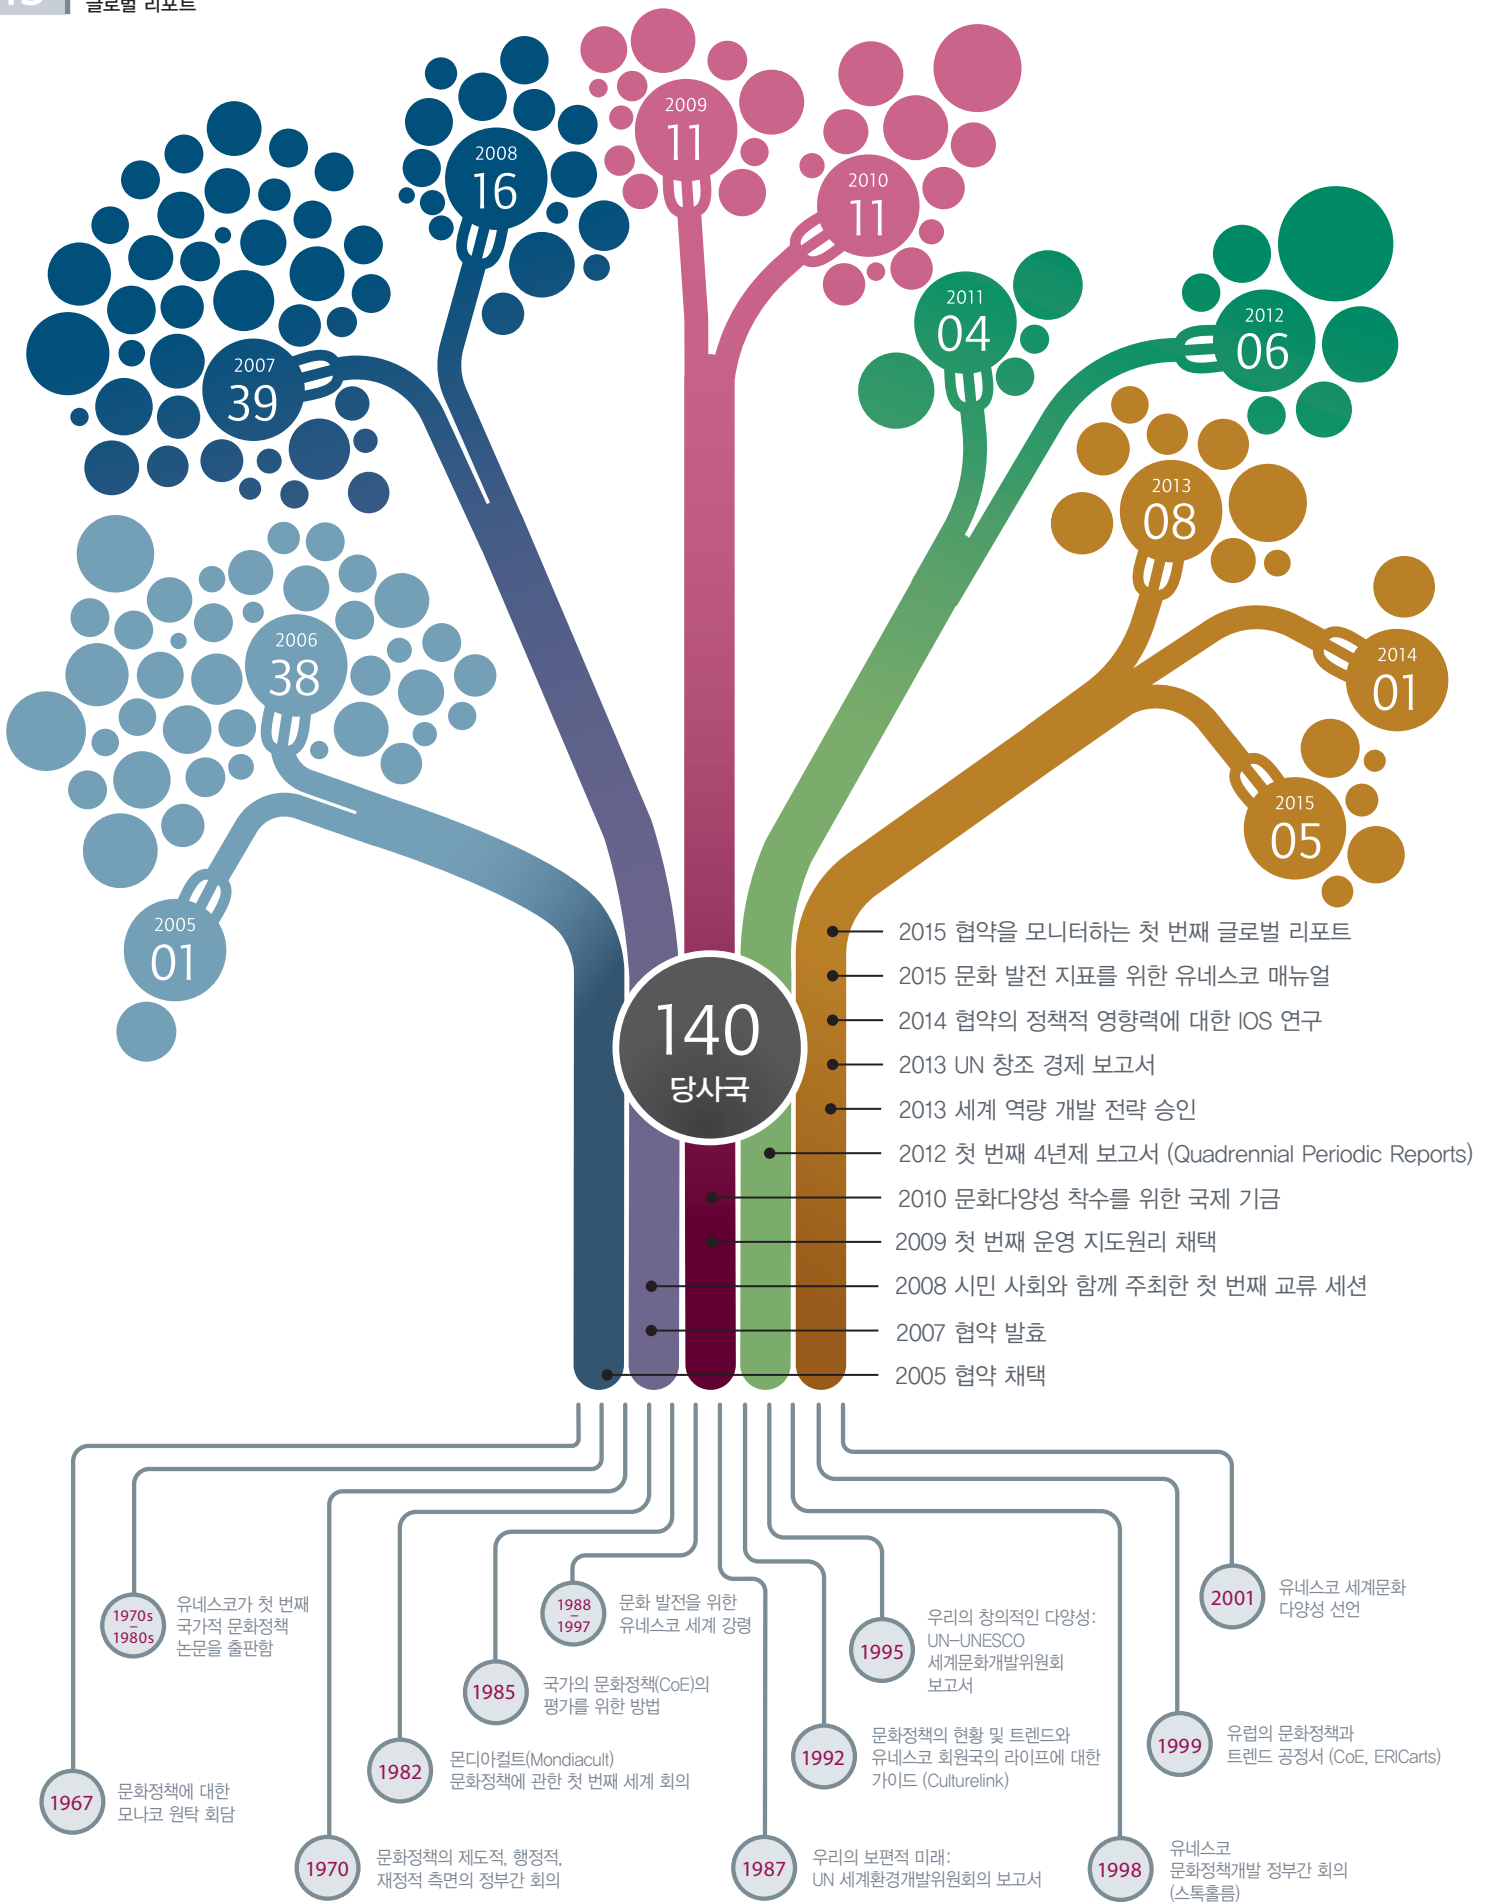 글로벌 리포트
2008
16
2009
11
2010
11
2011
04
2012
06
2007
39
2013
08
2006
38
2014
01
2015
05
2005
01
140
당사국
2015 협약을 모니터하는 첫 번째 글로벌 리포트
2015 문화 발전 지표를 위한 유네스코 매뉴얼
2014 협약의 정책적 영향력에 대한 IOS 연구
2013 UN 창조 경제 보고서
2013 세계 역량 개발 전략 승인
2012 첫 번째 4년제 보고서 (Quadrennial Periodic Reports)
2010 문화다양성 착수를 위한 국제 기금
2009 첫 번째 운영 지도원리 채택
2008 시민 사회와 함께 주최한 첫 번째 교류 세션
2007 협약 발효
2005 협약 채택
1970s
–
1980s
유네스코가 첫 번째
국가적 문화정책
논문을 출판함
1988
–
1997
문화 발전을 위한
유네스코 세계 강령
2001
유네스코 세계문화
다양성 선언
1995
우리의 창의적인 다양성:
UN–UNESCO
세계문화개발위원회
보고서
1985
국가의 문화정책(CoE)의
평가를 위한 방법
1982
몬디아컬트(Mondiacult)
문화정책에 관한 첫 번째 세계 회의
1992
문화정책의 현황 및 트렌드와
유네스코 회원국의 라이프에 대한
가이드 (Culturelink)
1999
유럽의 문화정책과
트렌드 공정서 (CoE, ERICarts)
1967
문화정책에 대한
모나코 원탁 회담
1970
문화정책의 제도적, 행정적,
재정적 측면의 정부간 회의
1987
우리의 보편적 미래:
UN 세계환경개발위원회의 보고서
1998
유네스코
문화정책개발 정부간 회의
(스톡홀름)